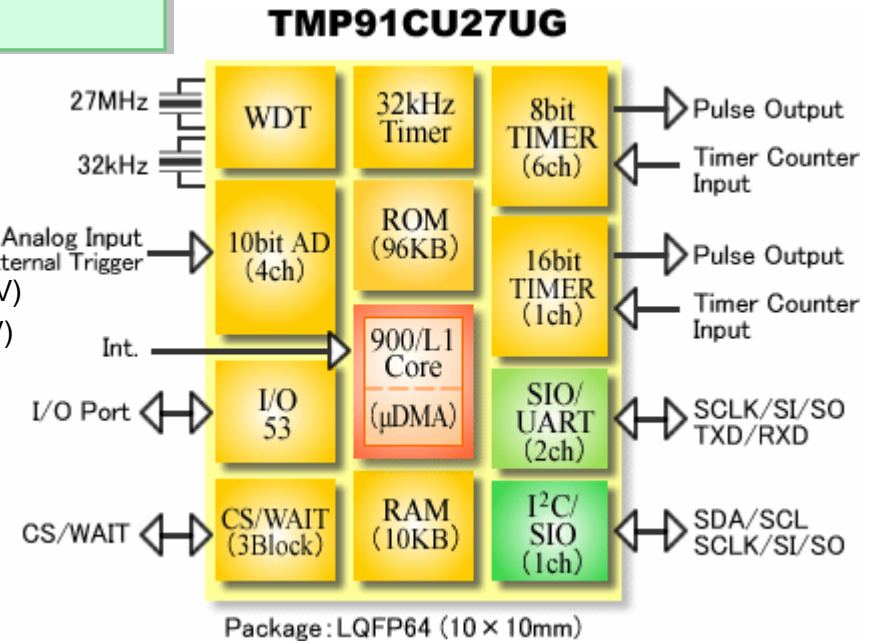 TMP91CU27UG
27MHz
32kHz
WDT
32kHz
Timer
8bit
TIMER
(6ch)
Pulse Output
Timer Counter
Input
Analog Input
ternal Trigger
V)
)
10bit AD
(4ch)
ROM
(96KB)
16bit
TIMER
(1ch)
Pulse Output
Timer Counter
Input
Int.
900/L1
Core
(μDMA)
I/O Port
I/O
53
SIO/
UART
(2ch)
SCLK/SI/SO
TXD/RXD
CS/WAIT
CS/WAIT
(3Block)
RAM
(10KB)
I²C/
SIO
(1ch)
SDA/SCL
SCLK/SI/SO
Package:LQFP64 (10×10mm)